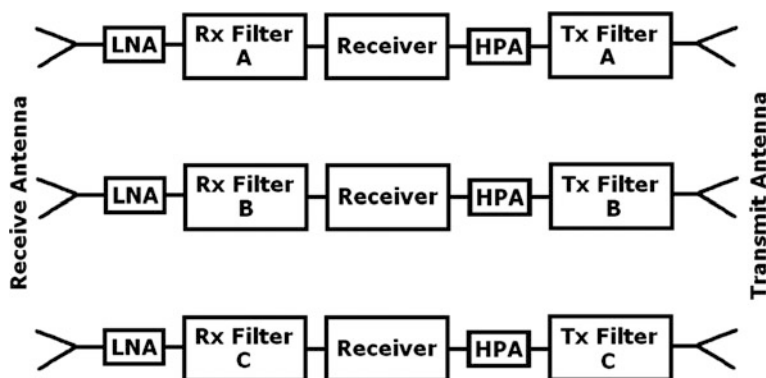 Receive Antenna
LNA
Rx Filter
A
Receiver
HPA
Tx Filter
A
LNA
Rx Filter
B
Receiver
HPA
Tx Filter
B
LNA
Rx Filter
C
Receiver
HPA
Tx Filter
C
Transmit Antenna